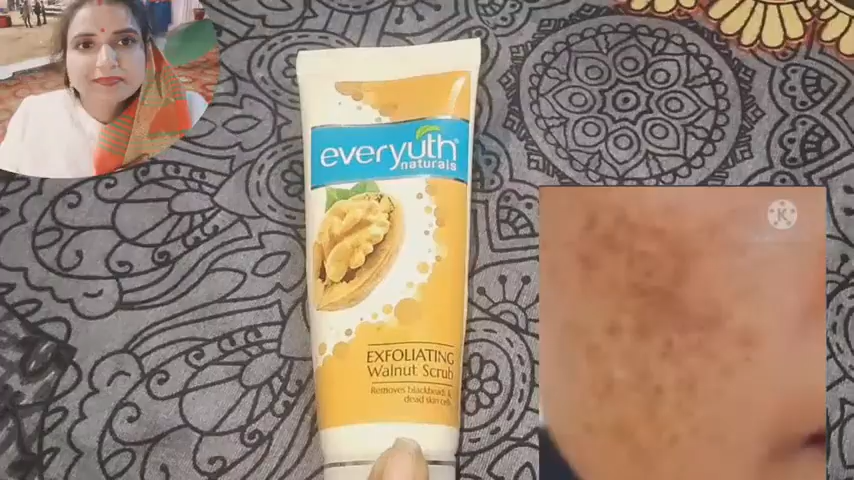 everyuth
naturals
EXFOLIATING
Walnut Scrub
Removes blackheads &
dead skin cells
K